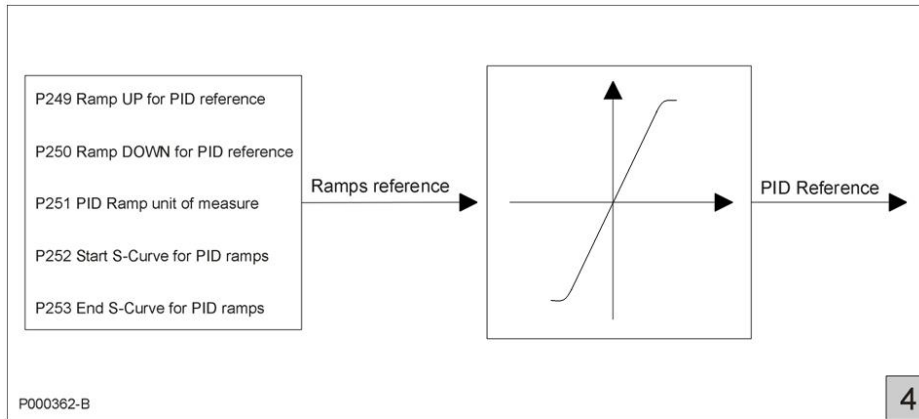 P249 Ramp UP for PID reference
P250 Ramp DOWN for PID reference
P251 PID Ramp unit of measure
P252 Start S-Curve for PID ramps
P253 End S-Curve for PID ramps
Ramps reference
PID Reference
P000362-B
4